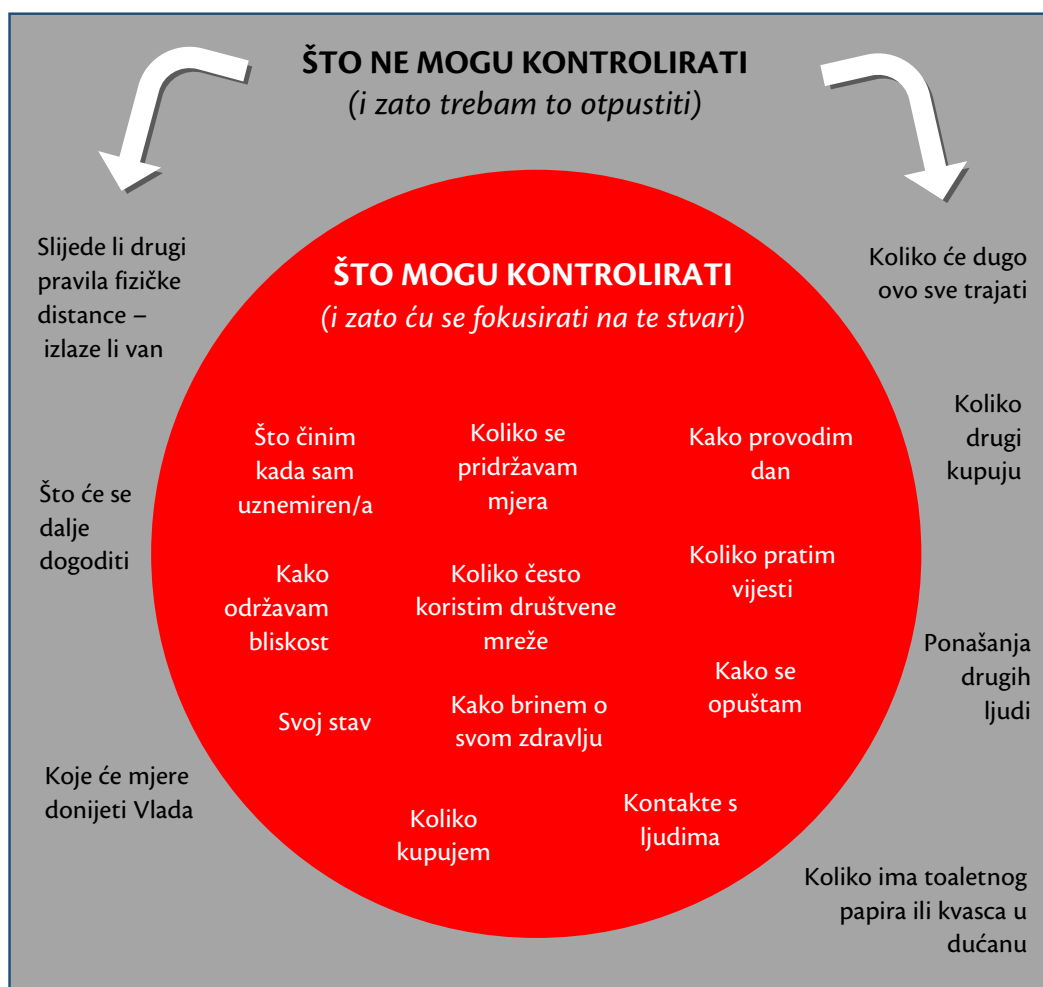 ŠTO NE MOGU KONTROLIRATI
(i zato trebam to otpustiti)
Slijede li drugi
pravila fizičke
distance –
izlaze li van
Što će se
dalje
dogoditi
Koje će mjere
donijeti Vlada
ŠTO MOGU KONTROLIRATI
(i zato ću se fokusirati na te stvari)
Što činim
kada sam
uznemiren/a
Koliko se
pridržavam
mjera
Kako provodim
dan
Kako
održavam
bliskost
Koliko često
koristim društvene
mreže
Koliko pratim
vijesti
Svoj stav
Kako brinem o
svom zdravlju
Kako se
opuštam
Koliko
kupujem
Kontakte s
ljudima
Koliko će dugo
ovo sve trajati
Koliko
drugi
kupuju
Ponašanja
drugih
ljudi
Koliko ima toaletnog
papira ili kvasca u
dućanu